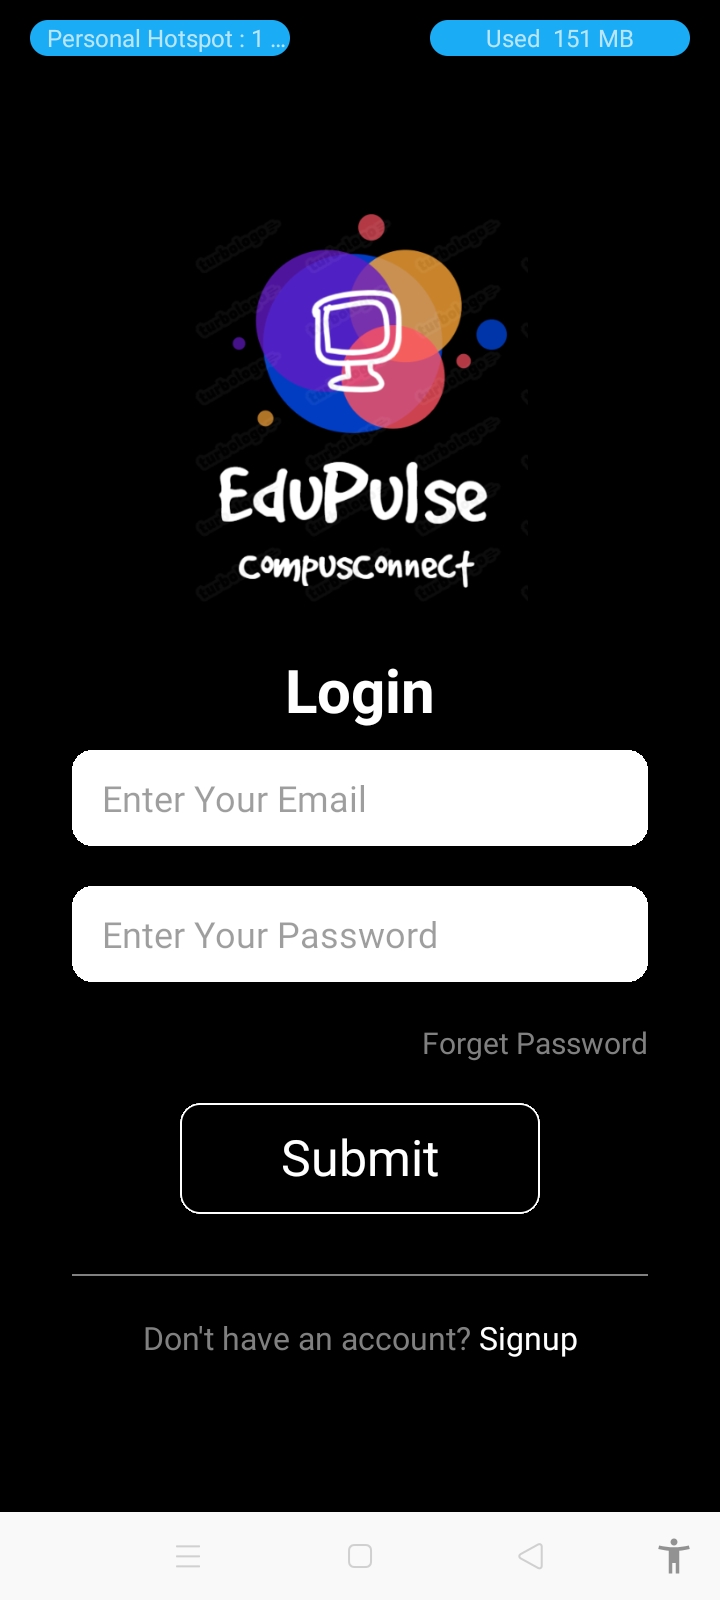 Personal Hotspot : 1 ...
Used 151 MB
EduPulse
compusconnect
Login
Enter Your Email
Enter Your Password
Forget Password
Submit
Don't have an account? Signup